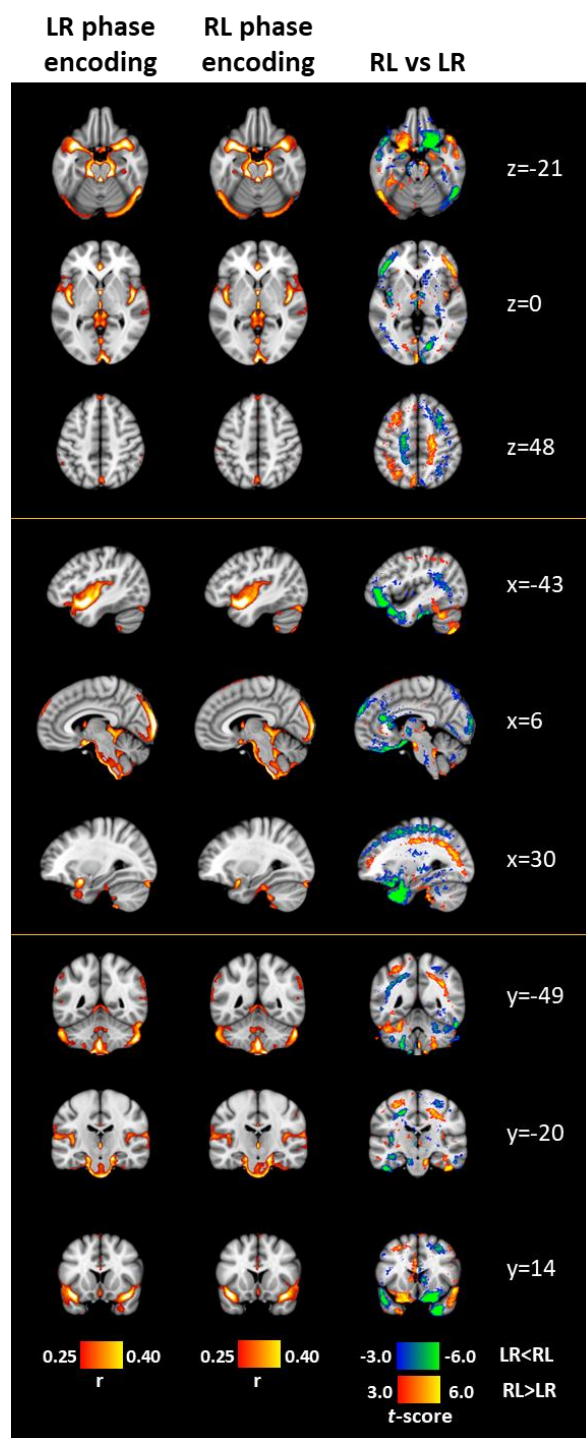 LR phase encoding
RL phase encoding
RL vs LR
z=-21
z=0
z=48
x=-43
x=6
x=30
y=-49
y=-20
y=14
0.25 0.40
r
0.25 0.40
r
-3.0 -6.0 LR<RL
3.0 6.0 RL>LR
t-score